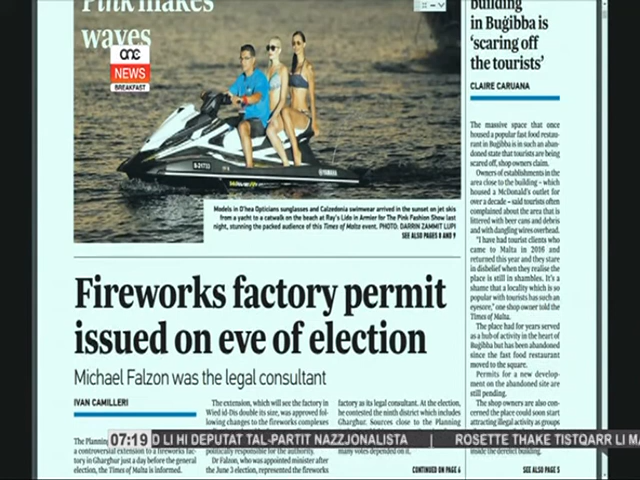 Pink makes
waves
one
NEWS
BREAKFAST
Models in O'hea Opticians sunglasses and Calzedonia swimwear arrived in the sunset on jet skis
from a yacht to a catwalk on the beach at Ray's Lido in Armier for The Pink Fashion Show last
night, stunning the packed audience of this Times of Malta event. PHOTO: DARRIN ZAMMIT LUPI
SEE ALSO PAGES 8 AND 9
YAMAHA
Fireworks factory permit
issued on eve of election
Michael Falzon was the legal consultant
IVAN CAMILLERI
The Planning
a controversial extension to a fireworks fac-
tory in Għargħur just a day before the general
election, the Times of Malta is informed.
The extension, which will see the factory in
Wied id-Dis double its size, was approved fol-
lowing changes to the fireworks complexes
politically responsible for the authority.
Dr Falzon, who was appointed minister after
the June 3 election, represented the fireworks
factory as its legal consultant. At the election,
he contested the ninth district which includes
Għargħur. Sources close to the Planning
many votes depended on it.
CONTINUED ON PAGE 6
building
in Buġibba is
'scaring off
the tourists'
CLAIRE CARUANA
The massive space that once
housed a popular fast food restau-
rant in Buġibba is in such an aban-
doned state that tourists are being
scared off, shop owners claim.
Owners of establishments in the
area close to the building – which
housed a McDonald's outlet for
over a decade – said tourists often
complained about the area that is
littered with beer cans and debris
and with dangling wires overhead.
"I have had tourist clients who
came to Malta in 2016 and
returned this year and they stare
in disbelief when they realise the
place is still in shambles. It's a
shame that a locality which is so
popular with tourists has such an
eyesore," one shop owner told the
Times of Malta.
The place had for years served
as a hub of activity in the heart of
Buġibba but has been abandoned
since the fast food restaurant
moved to the square.
Permits for a new develop-
ment on the abandoned site are
still pending.
The shop owners are also con-
cerned the place could soon start
attracting illegal activity as groups
inside the derelict building.
SEE ALSO PAGE 5
07:19 D LI HI DEPUTAT TAL-PARTIT NAZZJONALISTA | ROSETTE THAKE TISTQARR LI MA